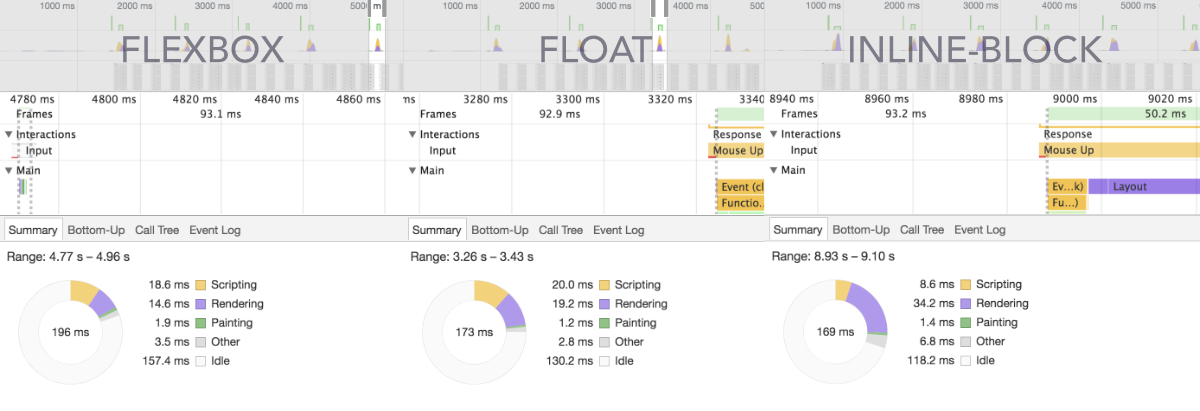 1000 ms 2000 ms 3000 ms 4000 ms m
FLEXBOX
4780 ms 4800 ms 4820 ms 4840 ms 4860 ms
Frames 93.1 ms
Interactions
Input
Main
Summary Bottom-Up Call Tree Event Log
Range: 4.77 s – 4.96 s
196 ms
18.6 ms Scripting
14.6 ms Rendering
1.9 ms Painting
3.5 ms Other
157.4 ms Idle
1000 ms 2000 ms 3000 ms 4000 ms
FLOAT
ms 3280 ms 3300 ms 3320 ms 3340
Frames 92.9 ms
Interactions Response
Input Mouse Up
Main
Event (cl
Functio...
Summary Bottom-Up Call Tree Event Log
Range: 3.26 s – 3.43 s
173 ms
20.0 ms Scripting
19.2 ms Rendering
1.2 ms Painting
2.8 ms Other
130.2 ms Idle
1000 ms 2000 ms 3000 ms 4000 ms 5000 ms
INLINE-BLOCK
8940 ms 8960 ms 8980 ms 9000 ms 9020 ms
Frames 93.2 ms 50.2 ms
Interactions Response
Input Mouse Up
Main
Ev...k) Layout
Fu...)
Summary Bottom-Up Call Tree Event Log
Range: 8.93 s – 9.10 s
169 ms
8.6 ms Scripting
34.2 ms Rendering
1.4 ms Painting
6.8 ms Other
118.2 ms Idle